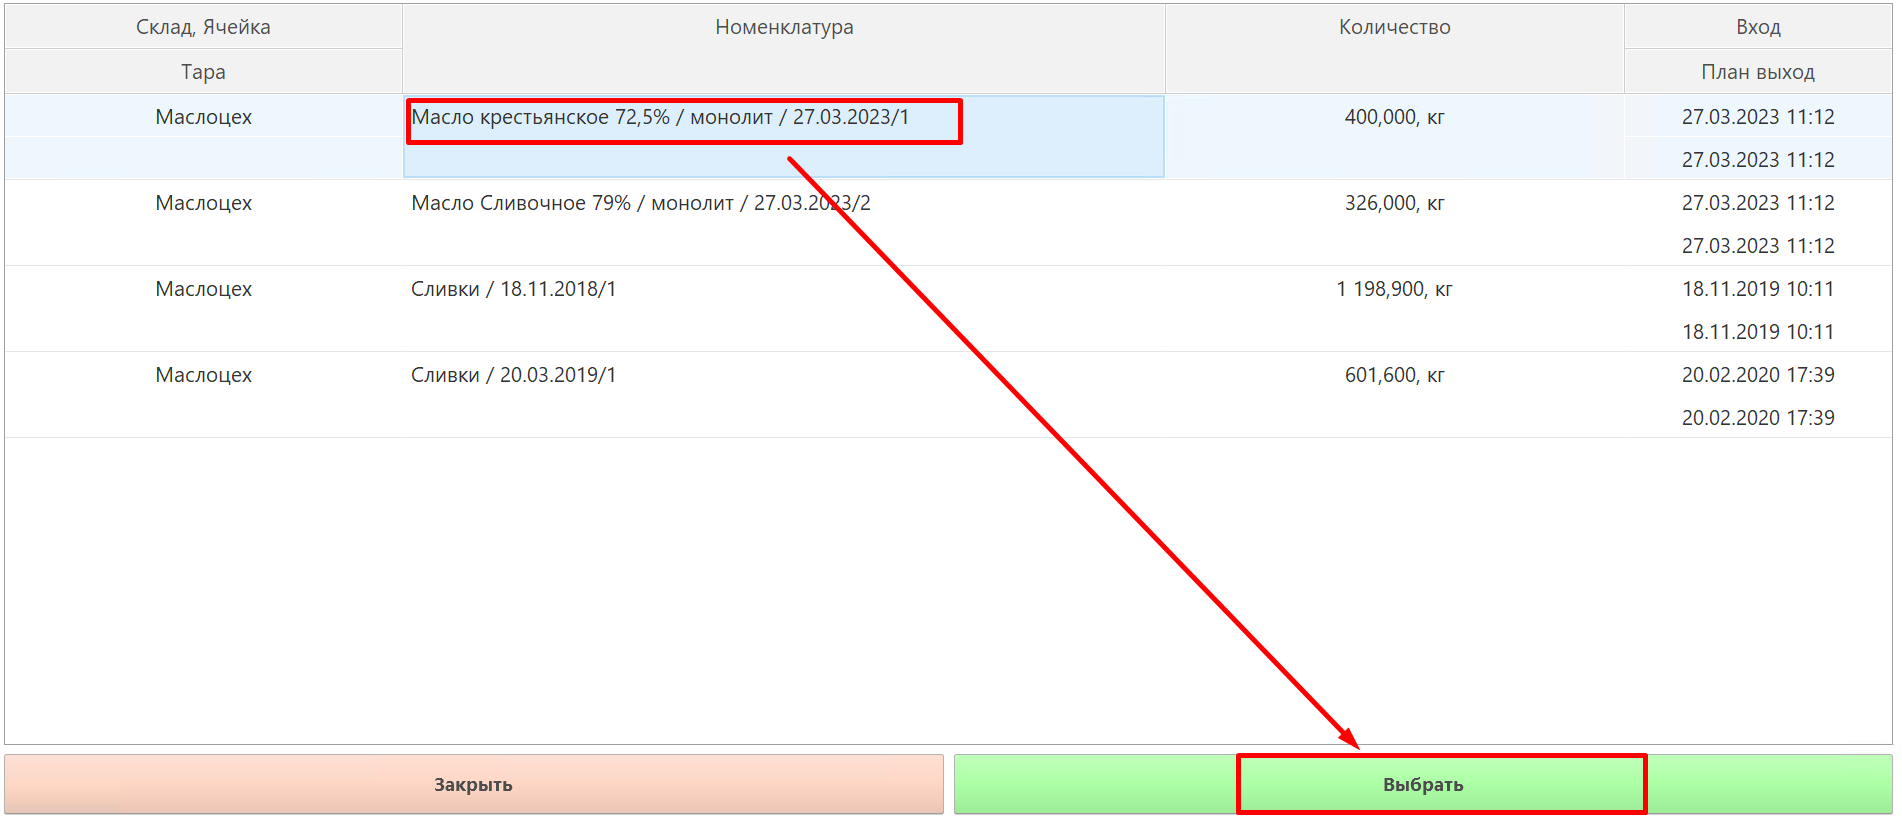 Склад, Ячейка Номенклатура Количество Вход
Тара План выход
Маслоцех Масло крестьянское 72,5% / монолит / 27.03.2023/1 400,000, кг 27.03.2023 11:12
27.03.2023 11:12
Маслоцех Масло Сливочное 79% / монолит / 27.03.2023/2 326,000, кг 27.03.2023 11:12
27.03.2023 11:12
Маслоцех Сливки / 18.11.2018/1 1 198,900, кг 18.11.2019 10:11
18.11.2019 10:11
Маслоцех Сливки / 20.03.2019/1 601,600, кг 20.02.2020 17:39
20.02.2020 17:39
Закрыть Выбрать